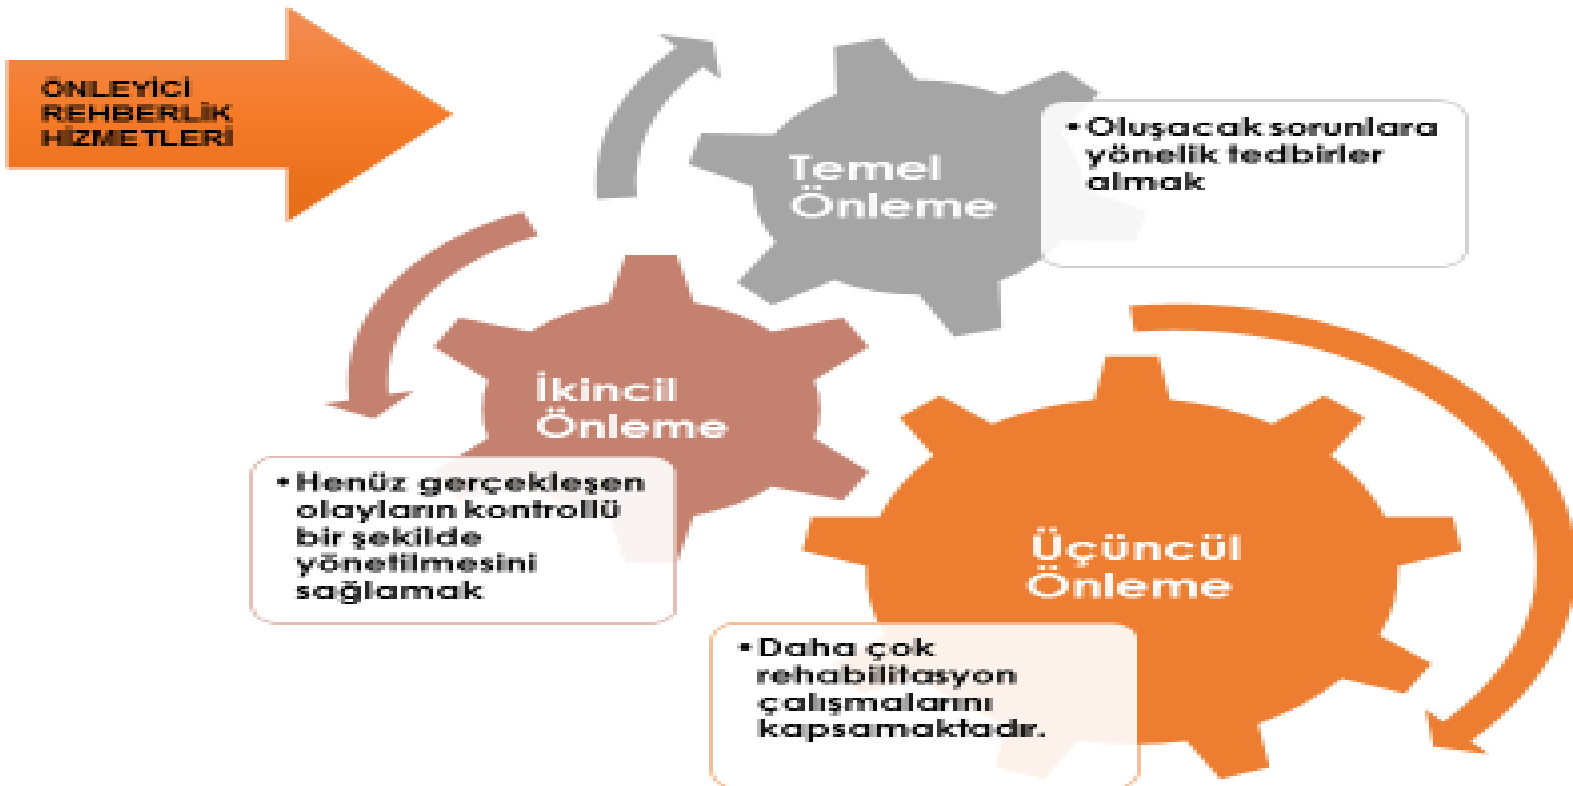 ÖNLEYİCİ
REHBERLİK
HİZMETLERİ
Temel
Önleme
•Oluşacak sorunlara
yönelik tedbirler
almak
İkincil
Önleme
•Henüz gerçekleşen
olayların kontrollü
bir şekilde
yönetilmesini
sağlamak
Üçüncül
Önleme
•Daha çok
rehabilitasyon
çalışmalarını
kapsamaktadır.